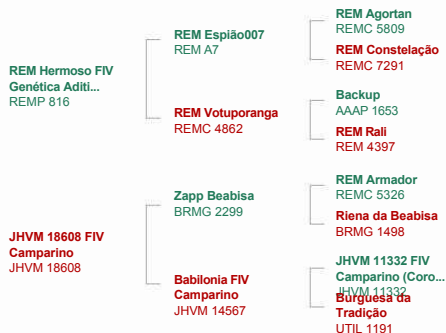 REM Hermoso FIV
Genética Aditi...
REMP 816
JHVM 18608 FIV
Camparino
JHVM 18608
REM Espião007
REM A7
REM Votuporanga
REMC 4862
Zapp Beabisa
BRMG 2299
Babilonia FIV
Camparino
JHVM 14567
REM Agortan
REMC 5809
REM Constelação
REMC 7291
Backup
AAAP 1653
REM Rali
REM 4397
REM Armador
REMC 5326
Riena da Beabisa
BRMG 1498
JHVM 11332 FIV
Camparino (Coro...
JHVM 11332
Burguesa da
Tradição
UTIL 1191